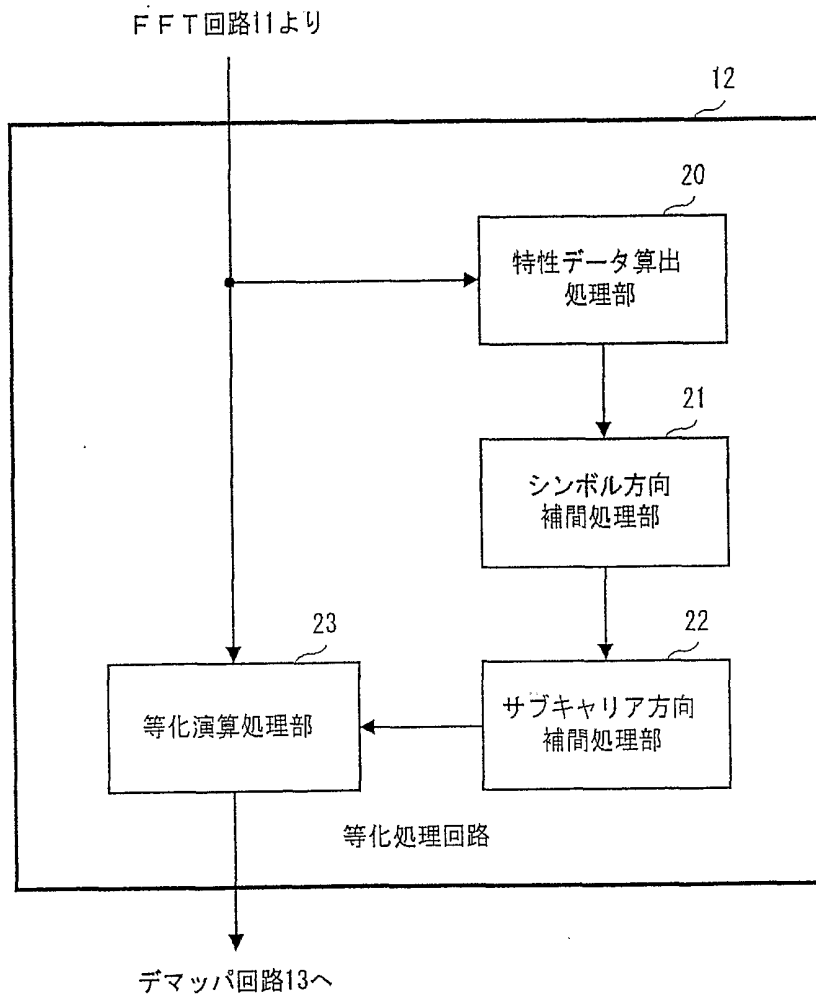 FFT回路11より
12
20
特性データ算出
処理部
21
シンボル方向
補間処理部
23
22
等化演算処理部
サブキャリア方向
補間処理部
等化処理回路
デマッパ回路13へ